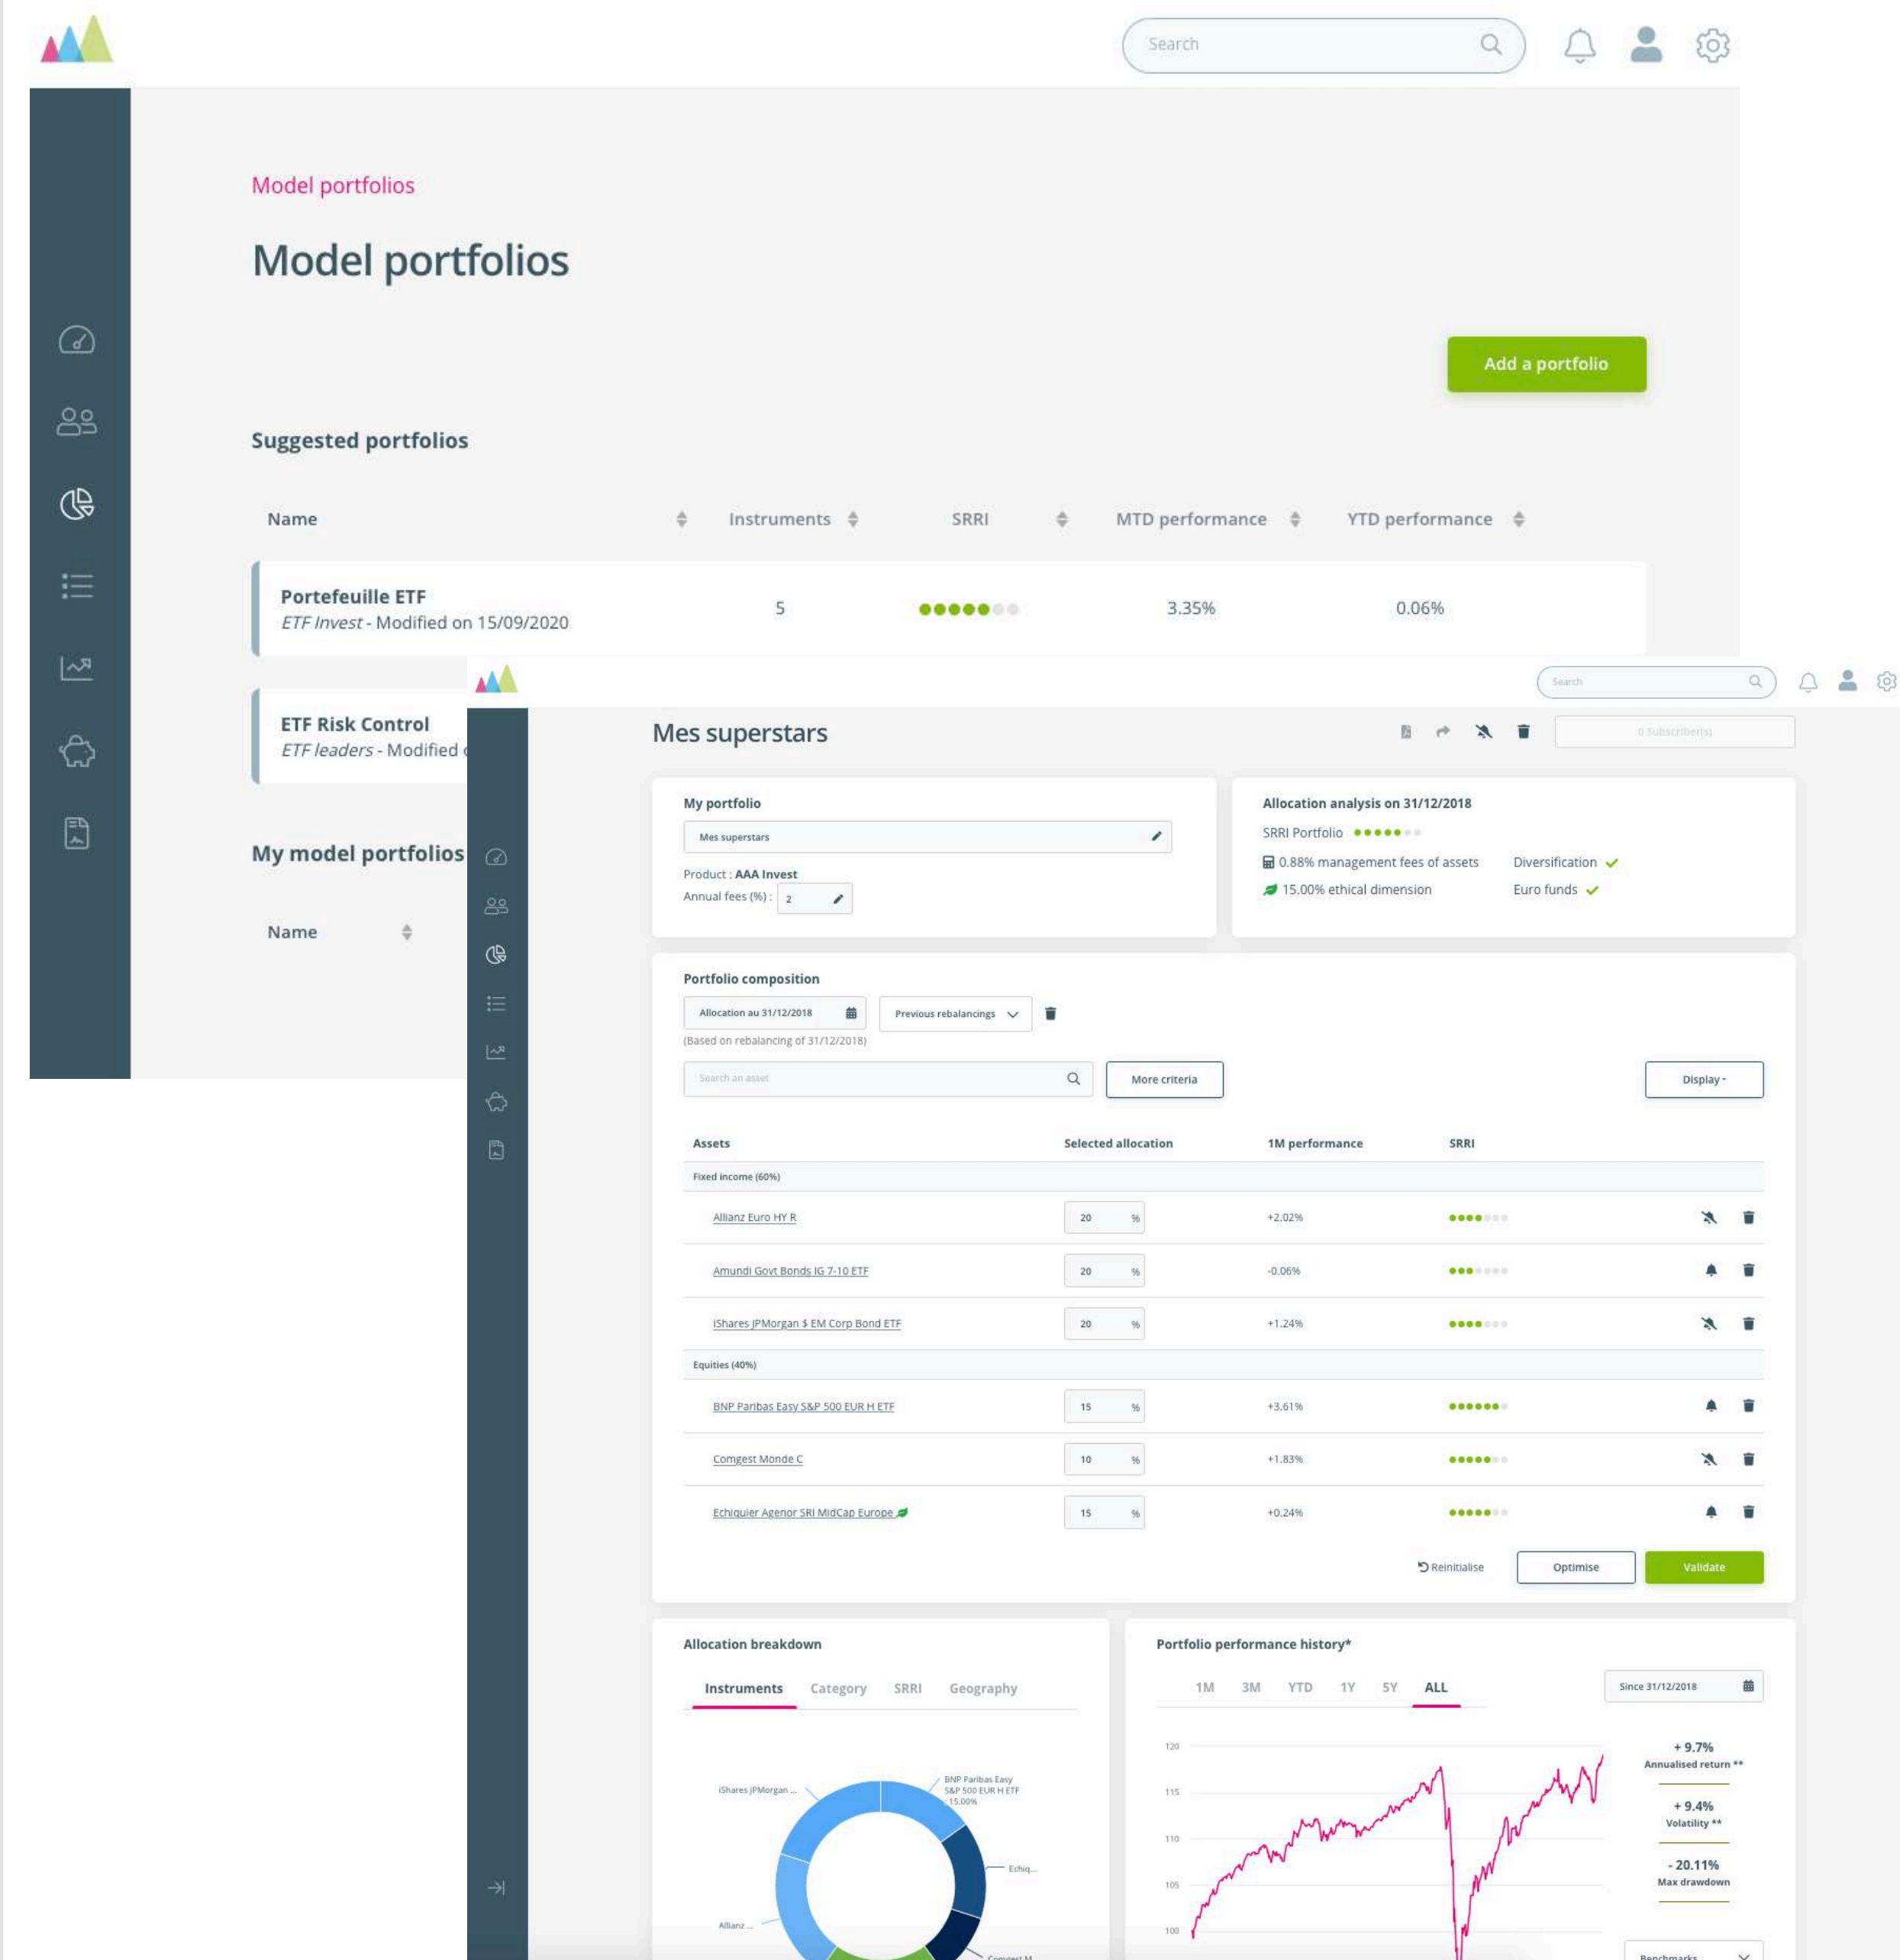 Search
Model portfolios
Model portfolios
Add a portfolio
Suggested portfolios
Name Instruments SRRI MTD performance YTD performance
Portefeuille ETF
ETF Invest - Modified on 15/09/2020
5 3.35% 0.06%
ETF Risk Control
ETF leaders - Modified
My model portfolios
Name
Search
Mes superstars
0 Subscriber(s)
My portfolio
Mes superstars
Product : AAA Invest
Annual fees (%) : 2
Allocation analysis on 31/12/2018
SRRI Portfolio
0.88% management fees of assets Diversification
15.00% ethical dimension Euro funds
Portfolio composition
Allocation au 31/12/2018 Previous rebalancings
(Based on rebalancing of 31/12/2018)
Search an asset More criteria Display
Assets Selected allocation 1M performance SRRI
Fixed income (60%)
Allianz Euro HY R 20 % +2.02%
Amundi Govt Bonds IG 7-10 ETF 20 % -0.06%
iShares JPMorgan $ EM Corp Bond ETF 20 % +1.24%
Equities (40%)
BNP Paribas Easy S&P 500 EUR H ETF 15 % +3.61%
Comgest Monde C 10 % +1.83%
Echiquier Agenor SRI MidCap Europe 15 % +0.24%
Reinitialise Optimise Validate
Allocation breakdown
Instruments Category SRRI Geography
iShares JPMorgan ...
BNP Paribas Easy
S&P 500 EUR H ETF
: 15.00%
Echiq...
Allianz ...
Comgest M...
Portfolio performance history*
1M 3M YTD 1Y 5Y ALL
Since 31/12/2018
120
115
110
105
100
+ 9.7%
Annualised return **
+ 9.4%
Volatility **
- 20.11%
Max drawdown
Benchmarks